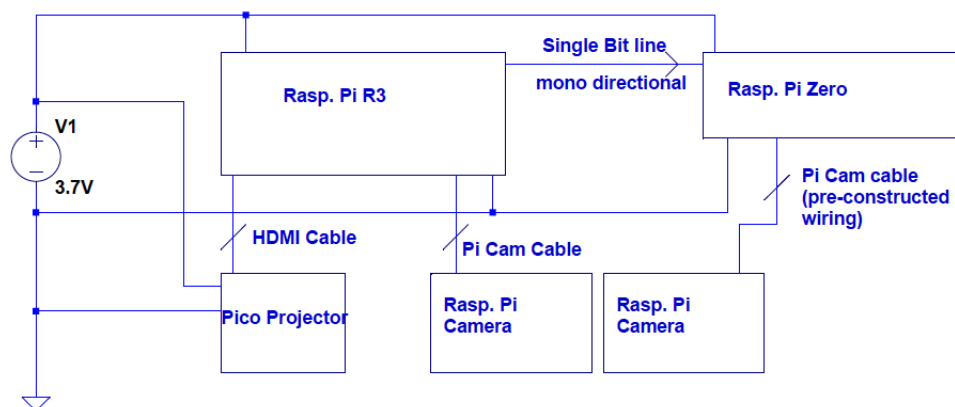 Single Bit line
mono directional
Rasp. Pi R3
Rasp. Pi Zero
V1
3.7V
Pi Cam cable
(pre-constructed
wiring)
HDMI Cable
Pi Cam Cable
Pico Projector
Rasp. Pi
Camera
Rasp. Pi
Camera